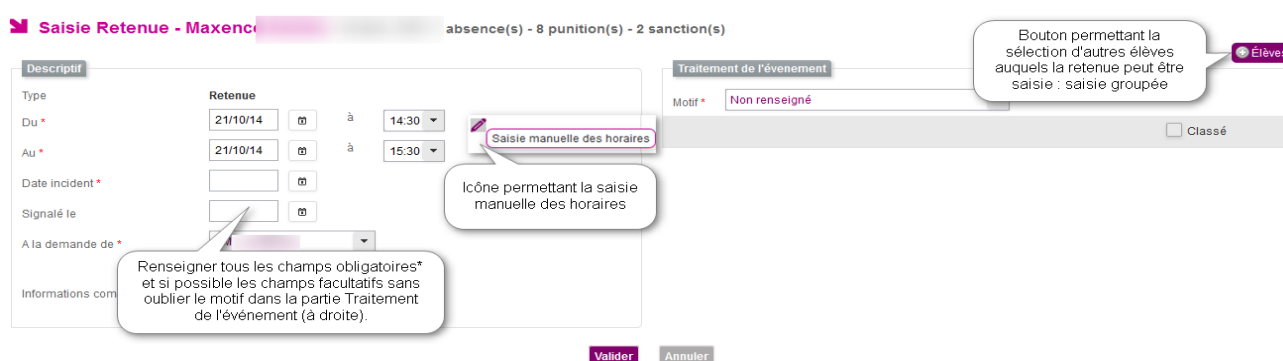 Saisie Retenue - Maxence absence(s) - 8 punition(s) - 2 sanction(s)
Bouton permettant la
sélection d'autres élèves
auquels la retenue peut être
saisie : saisie groupée
Élèves
Descriptif
Type Retenue
Du * 21/10/14 à 14:30
Au * 21/10/14 à 15:30
Saisie manuelle des horaires
Date incident *
Signalé le
A la demande de * M
Informations com
Icône permettant la saisie
manuelle des horaires
Renseigner tous les champs obligatoires*
et si possible les champs facultatifs sans
oublier le motif dans la partie Traitement
de l'événement (à droite).
Traitement de l'évenement
Motif * Non renseigné
Classé
Valider Annuler